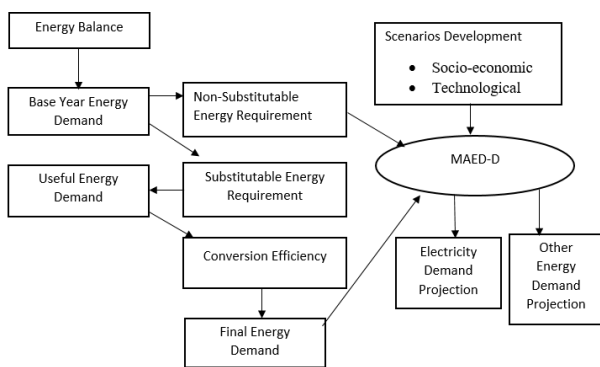 Energy Balance
Base Year Energy
Demand
Non-Substitutable
Energy Requirement
Useful Energy
Demand
Substitutable Energy
Requirement
Conversion Efficiency
Final Energy
Demand
Scenarios Development
• Socio-economic
• Technological
MAED-D
Electricity
Demand
Projection
Other
Energy
Demand
Projection